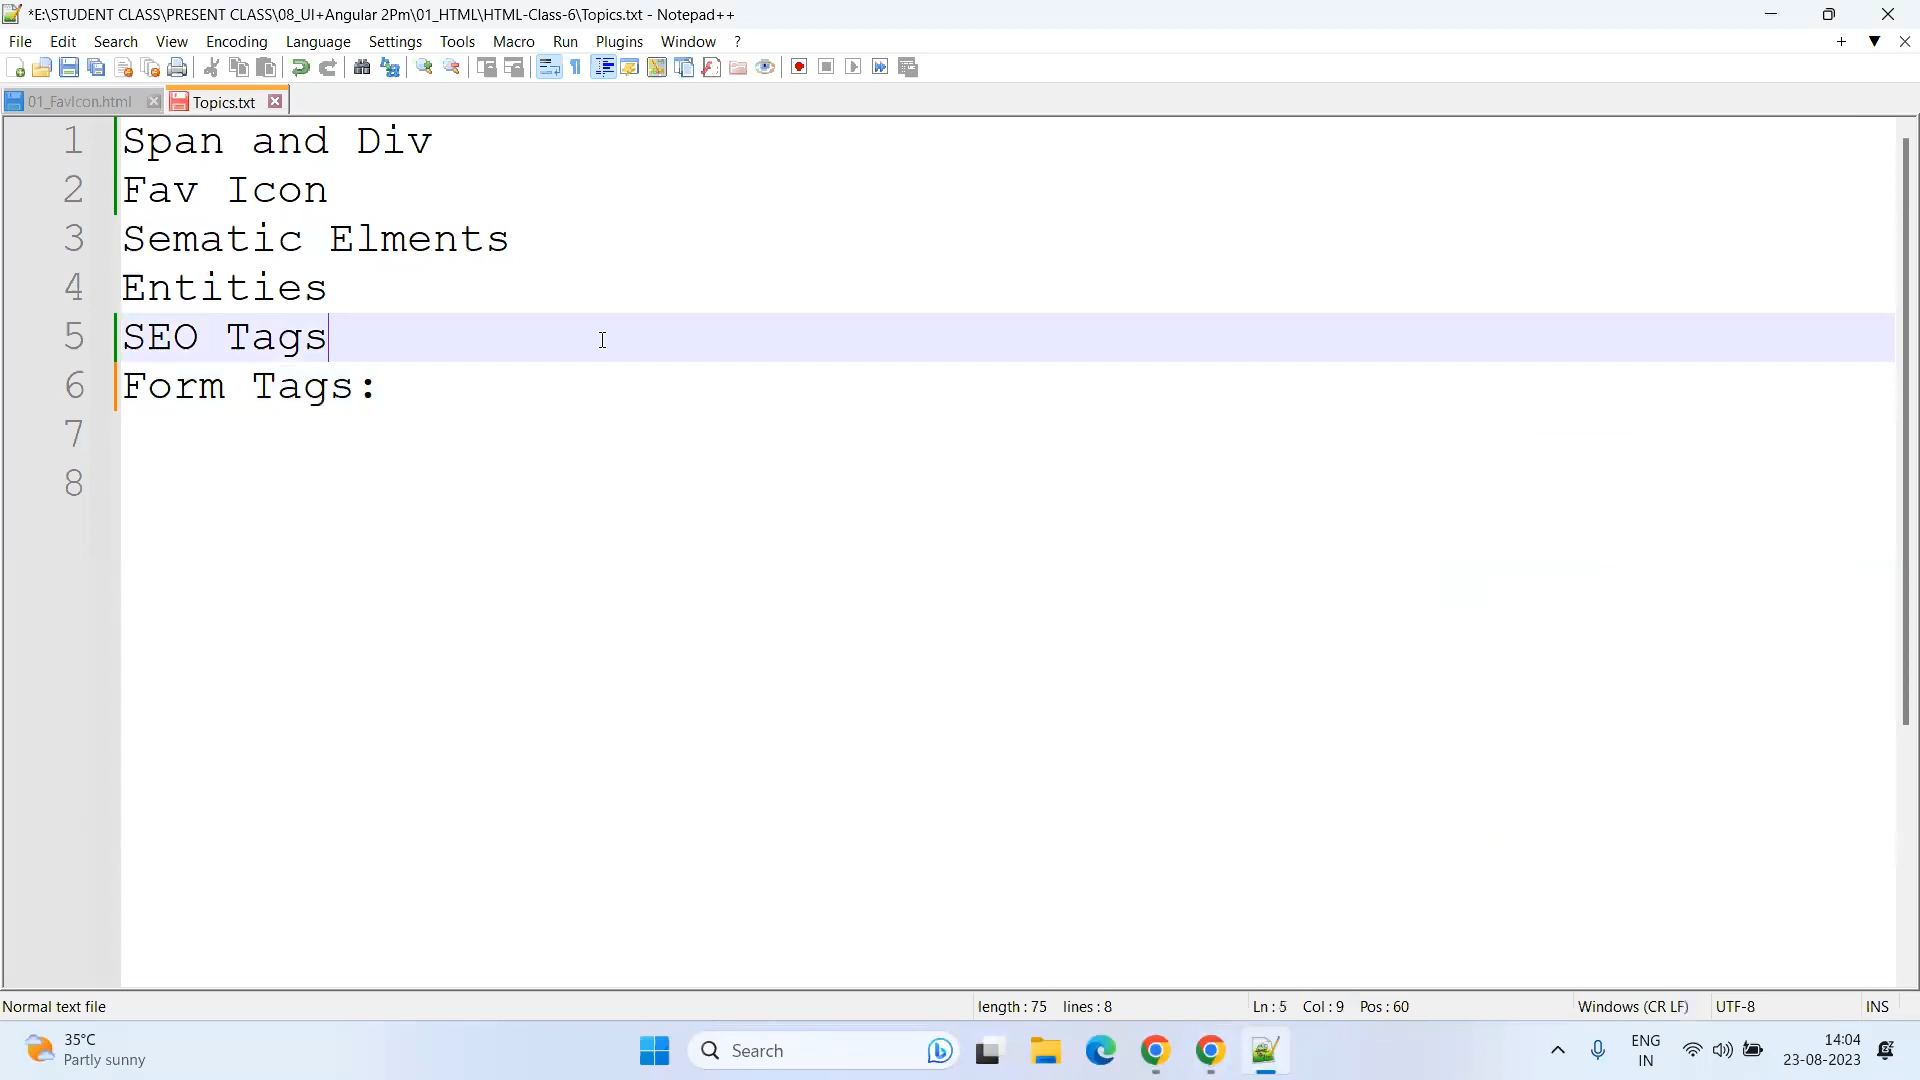 *E:\STUDENT CLASS\PRESENT CLASS\08_UI+Angular 2Pm\01_HTML\HTML-Class-6\Topics.txt - Notepad++
File Edit Search View Encoding Language Settings Tools Macro Run Plugins Window ?
01_FavIcon.html Topics.txt
1 Span and Div
2 Fav Icon
3 Sematic Elments
4 Entities
5 SEO Tags
6 Form Tags:
7
8
Normal text file length : 75 lines : 8 Ln : 5 Col : 9 Pos : 60 Windows (CR LF) UTF-8 INS
35°C
Partly sunny
Search
ENG
IN
14:04
23-08-2023